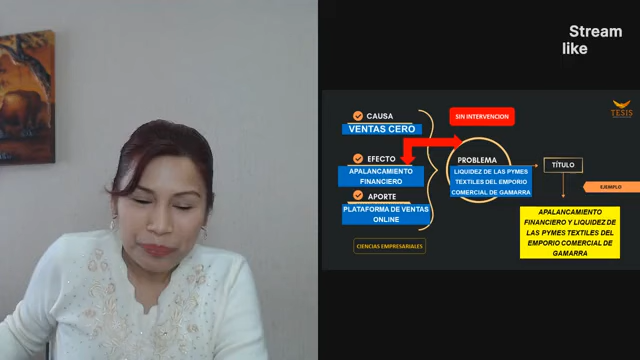 Stream
like
CAUSA
VENTAS CERO
EFECTO
APALANCAMIENTO
FINANCIERO
APORTE
PLATAFORMA DE VENTAS
ONLINE
CIENCIAS EMPRESARIALES
SIN INTERVENCION
PROBLEMA
LIQUIDEZ DE LAS PYMES
TEXTILES DEL EMPORIO
COMERCIAL DE GAMARRA
TÍTULO
EJEMPLO
APALANCAMIENTO
FINANCIERO Y LIQUIDEZ DE
LAS PYMES TEXTILES DEL
EMPORIO COMERCIAL DE
GAMARRA
TESIS